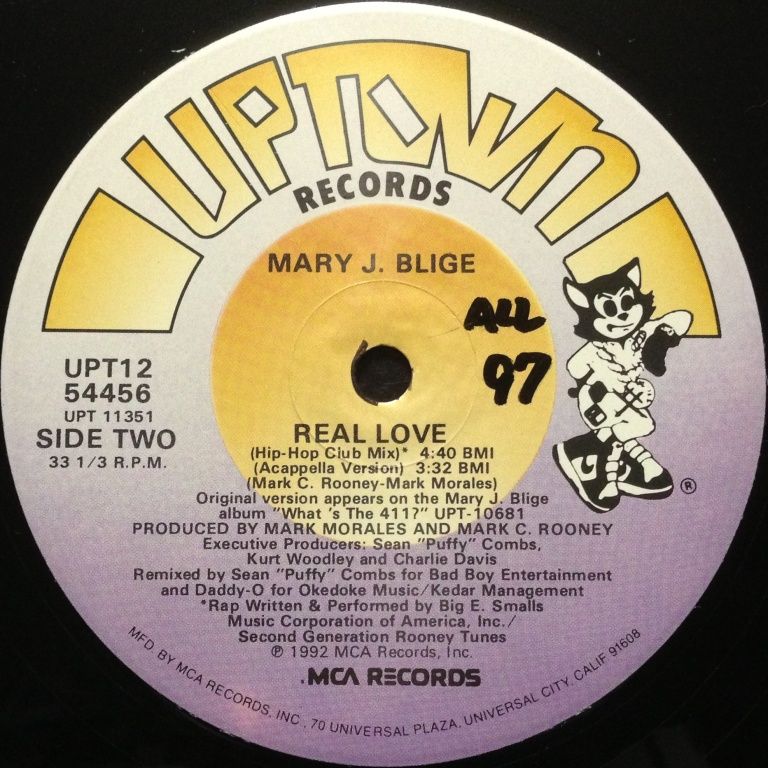 UPTOWN
RECORDS
MARY J. BLIGE
ALL
97
UPT12
54456
UPT 11351
SIDE TWO
33 1/3 R.P.M.
REAL LOVE
(Hip-Hop Club Mix)* 4:40 BMI
(Acappella Version) 3:32 BMI
(Mark C. Rooney-Mark Morales)
Original version appears on the Mary J. Blige
album "What 's The 411?" UPT-10681
PRODUCED BY MARK MORALES AND MARK C. ROONEY
Executive Producers: Sean "Puffy" Combs,
Kurt Woodley and Charlie Davis
Remixed by Sean "Puffy" Combs for Bad Boy Entertainment
and Daddy-O for Okedoke Music/Kedar Management
*Rap Written & Performed by Big E. Smalls
Music Corporation of America, Inc./
Second Generation Rooney Tunes
℗ 1992 MCA Records, Inc.
MCA RECORDS
®
MFD. BY MCA RECORDS, INC., 70 UNIVERSAL PLAZA, UNIVERSAL CITY, CALIF 91608